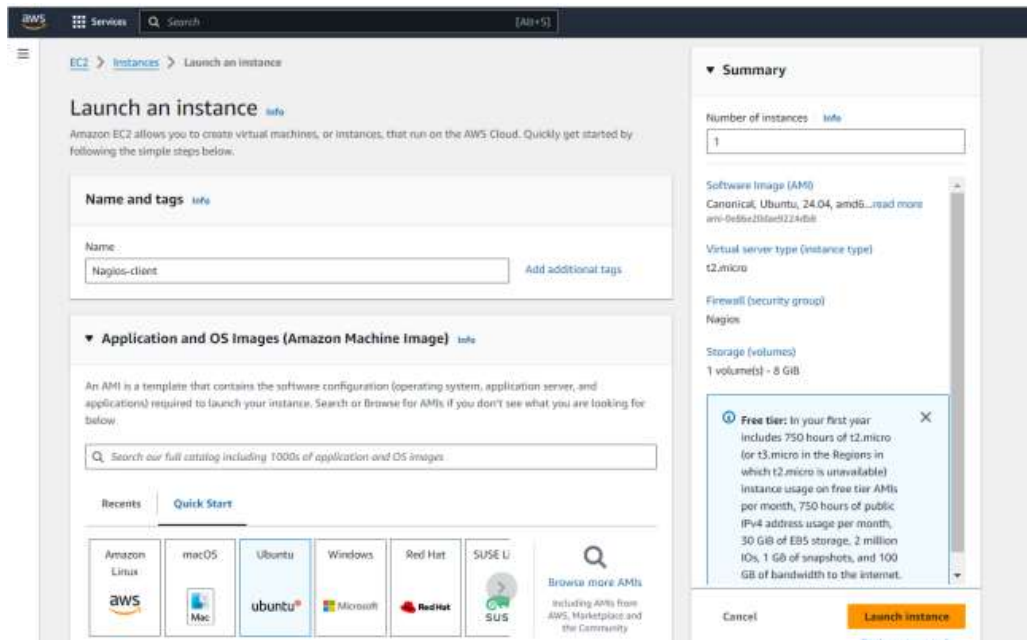 aws
Services
Search
[Alt+S]
EC2 > Instances > Launch an instance
Launch an instance Info
Amazon EC2 allows you to create virtual machines, or instances, that run on the AWS Cloud. Quickly get started by
following the simple steps below.
Name and tags Info
Name
Nagios-client
Add additional tags
Application and OS Images (Amazon Machine Image) Info
An AMI is a template that contains the software configuration (operating system, application server, and
applications) required to launch your instance. Search or Browse for AMIs if you don't see what you are looking for
below
Search our full catalog including 1000s of application and OS images
Recents
Quick Start
Amazon
Linux
aws
macOS
Mac
Ubuntu
ubuntu
Windows
Microsoft
Red Hat
RedHat
SUSE Li
SUS
Browse more AMIs
Including AMIs from
AWS, Marketplace and
the Community
Summary
Number of instances Info
1
Software Image (AMI)
Canonical, Ubuntu, 24.04, amd6...read more
Virtual server type (instance type)
t2.micro
Firewall (security group)
Nagios
Storage (volumes)
1 volume(s) - 8 GiB
Free tier: In your first year
includes 750 hours of t2.micro
(or t3.micro in the Regions in
which t2.micro is unavailable)
instance usage on free tier AMIs
per month, 750 hours of public
IPv4 address usage per month,
30 GiB of EBS storage, 2 million
IOs, 1 GB of snapshots, and 100
GB of bandwidth to the internet.
Cancel
Launch instance